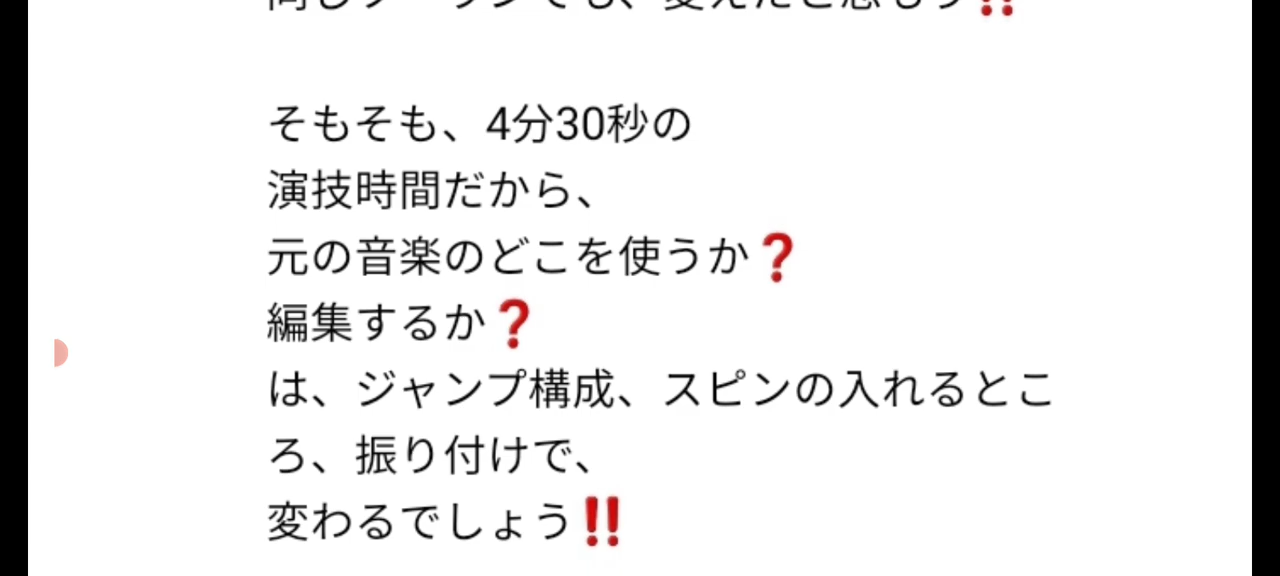 そもそも、4分30秒の
演技時間だから、
元の音楽のどこを使うか❓
編集するか❓
は、ジャンプ構成、スピンの入れるとこ
ろ、振り付けで、
変わるでしょう‼️